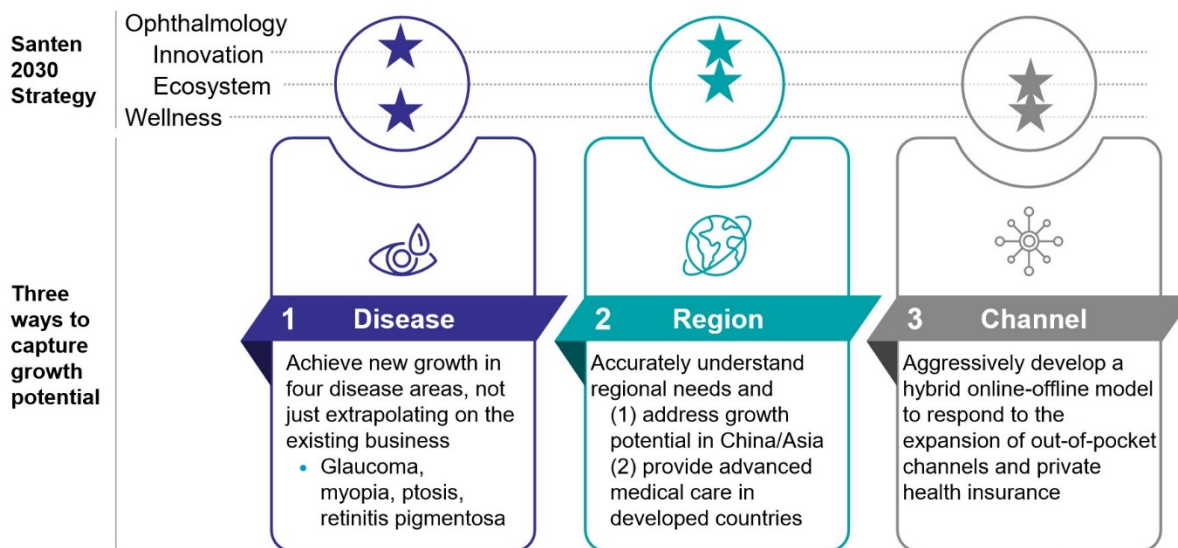 Santen
2030
Strategy
Ophthalmology
Innovation
Ecosystem
Wellness
Three
ways to
capture
growth
potential
1 Disease
Achieve new growth in
four disease areas, not
just extrapolating on the
existing business
• Glaucoma,
myopia, ptosis,
retinitis pigmentosa
2 Region
Accurately understand
regional needs and
(1) address growth
potential in China/Asia
(2) provide advanced
medical care in
developed countries
3 Channel
Aggressively develop a
hybrid online-offline model
to respond to the
expansion of out-of-pocket
channels and private
health insurance